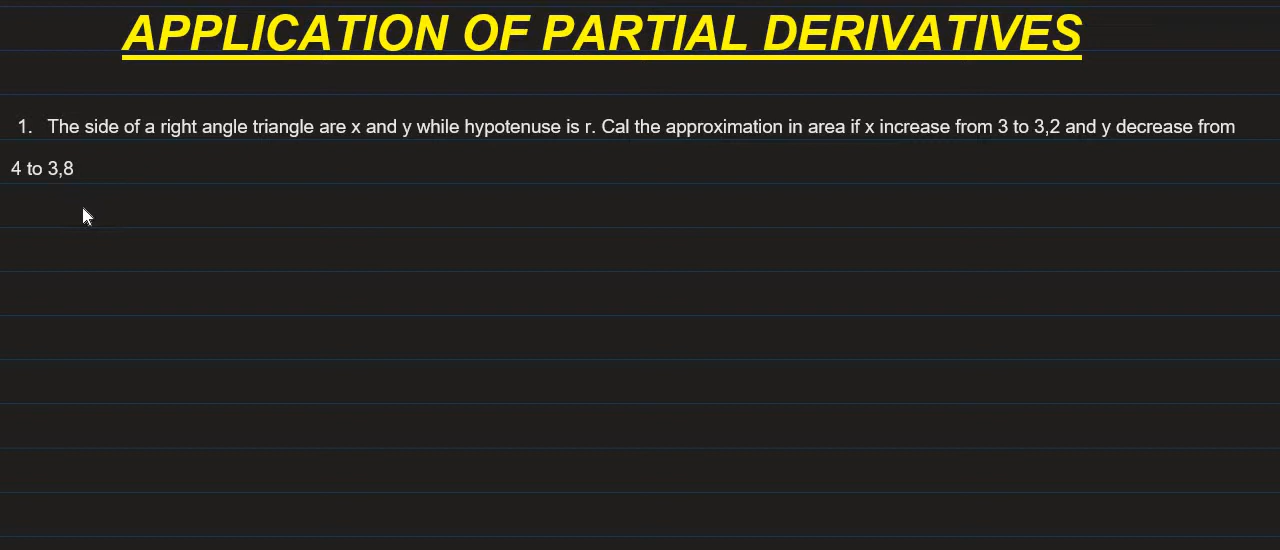 APPLICATION OF PARTIAL DERIVATIVES
1. The side of a right angle triangle are x and y while hypotenuse is r. Cal the approximation in area if x increase from 3 to 3,2 and y decrease from
4 to 3,8